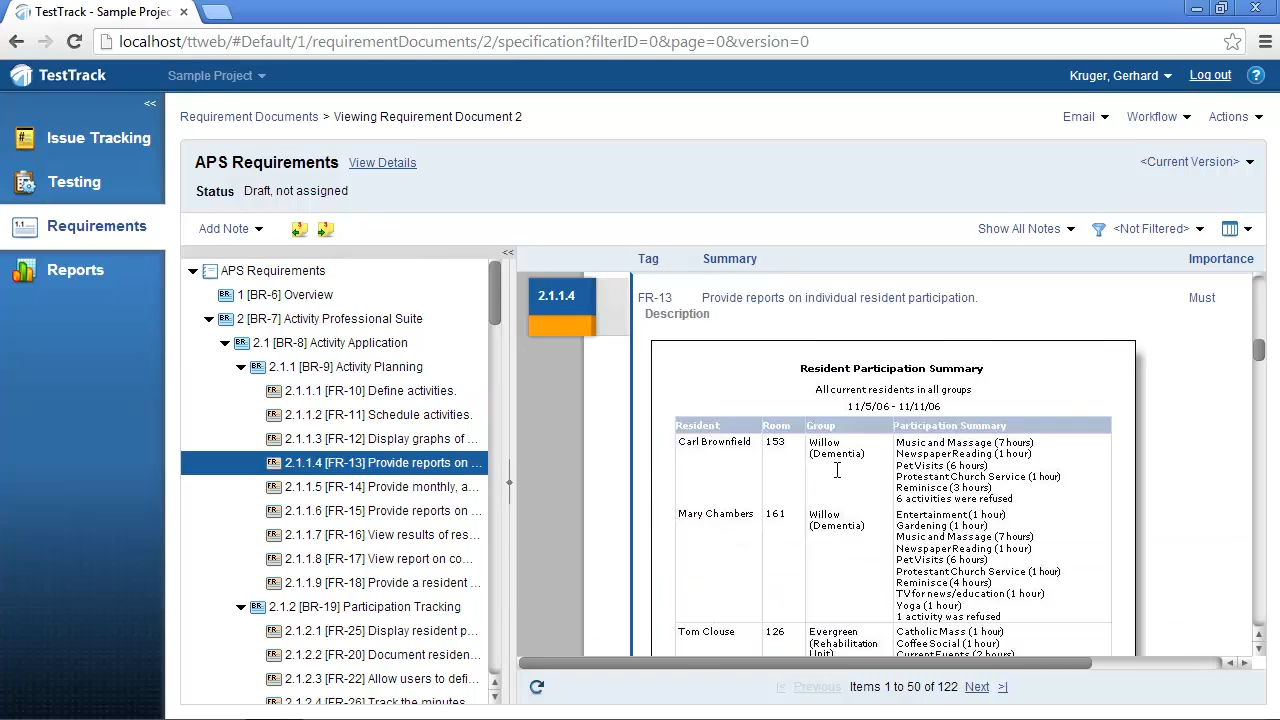 TestTrack - Sample Projec
localhost/ttweb/#Default/1/requirementDocuments/2/specification?filterID=0&page=0&version=0
TestTrack
Sample Project
Kruger, Gerhard
Log out
?
<<
Issue Tracking
Testing
Requirements
Reports
Requirement Documents > Viewing Requirement Document 2
Email
Workflow
Actions
APS Requirements
View Details
<Current Version>
Status Draft, not assigned
Add Note
Show All Notes
<Not Filtered>
<<
APS Requirements
1 [BR-6] Overview
2 [BR-7] Activity Professional Suite
2.1 [BR-8] Activity Application
2.1.1 [BR-9] Activity Planning
2.1.1.1 [FR-10] Define activities.
2.1.1.2 [FR-11] Schedule activities.
2.1.1.3 [FR-12] Display graphs of ...
2.1.1.4 [FR-13] Provide reports on ...
2.1.1.5 [FR-14] Provide monthly, a...
2.1.1.6 [FR-15] Provide reports on ...
2.1.1.7 [FR-16] View results of res...
2.1.1.8 [FR-17] View report on co...
2.1.1.9 [FR-18] Provide a resident ...
2.1.2 [BR-19] Participation Tracking
2.1.2.1 [FR-25] Display resident p...
2.1.2.2 [FR-20] Document residen...
2.1.2.3 [FR-22] Allow users to defi...
Tag Summary Importance
2.1.1.4
FR-13 Provide reports on individual resident participation. Must
Description
Resident Participation Summary
All current residents in all groups
11/5/06 - 11/11/06
Resident Room Group Participation Summary
Carl Brownfield 153 Willow Music and Massage (7 hours)
(Dementia) Newspaper Reading (1 hour)
Pet Visits (6 hours)
Protestant Church Service (1 hour)
Reminisce (3 hours)
6 activities were refused
Mary Chambers 161 Willow Entertainment (1 hour)
(Dementia) Gardening (1 hour)
Music and Massage (7 hours)
Newspaper Reading (1 hour)
Pet Visits (6 hours)
Protestant Church Service (1 hour)
Reminisce (4 hours)
TV for news/education (1 hour)
Yoga (1 hour)
1 activity was refused
Tom Clouse 126 Evergreen Catholic Mass (1 hour)
(Rehabilitation Coffee Social (1 hour)
Unit) Current Events (2 hours)
Previous
Next